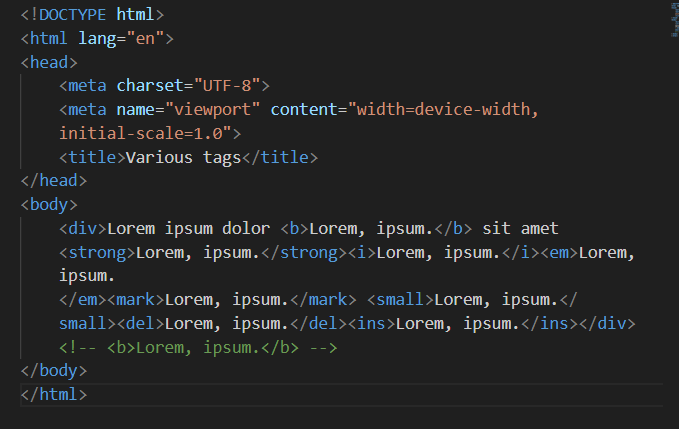 <!DOCTYPE html>
<html lang="en">
<head>
    <meta charset="UTF-8">
    <meta name="viewport" content="width=device-width,
    initial-scale=1.0">
    <title>Various tags</title>
</head>
<body>
    <div>Lorem ipsum dolor <b>Lorem, ipsum.</b> sit amet
    <strong>Lorem, ipsum.</strong><i>Lorem, ipsum.</i><em>Lorem,
    ipsum.
    </em><mark>Lorem, ipsum.</mark> <small>Lorem, ipsum.</
    small><del>Lorem, ipsum.</del><ins>Lorem, ipsum.</ins></div>
    <!-- <b>Lorem, ipsum.</b> -->
</body>
</html>